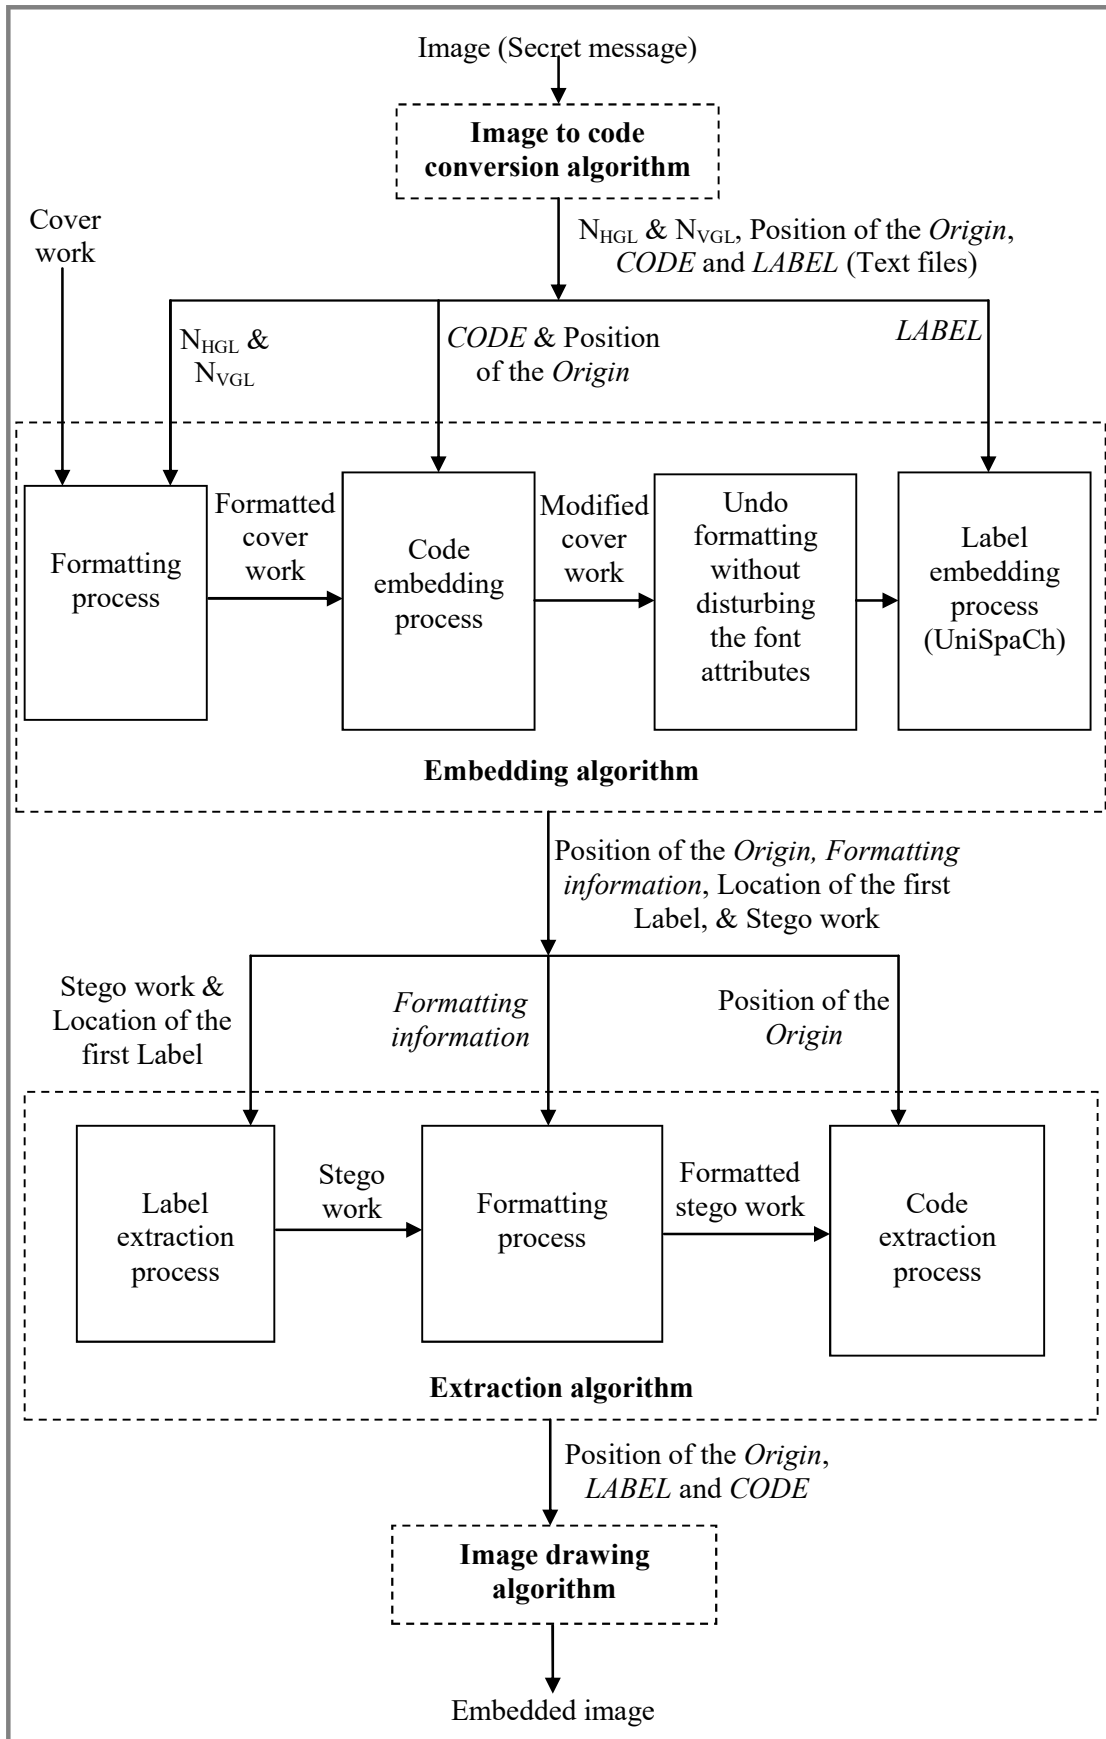 Image (Secret message)
Image to code
conversion algorithm
Cover
work
N_HGL & N_VGL, Position of the Origin,
CODE and LABEL (Text files)
N_HGL &
N_VGL
CODE & Position
of the Origin
LABEL
Formatting
process
Formatted
cover
work
Code
embedding
process
Modified
cover
work
Undo
formatting
without
disturbing
the font
attributes
Label
embedding
process
(UniSpaCh)
Embedding algorithm
Position of the Origin, Formatting
information, Location of the first
Label, & Stego work
Stego work &
Location of the
first Label
Formatting
information
Position of the
Origin
Label
extraction
process
Stego
work
Formatting
process
Formatted
stego work
Code
extraction
process
Extraction algorithm
Position of the Origin,
LABEL and CODE
Image drawing
algorithm
Embedded image